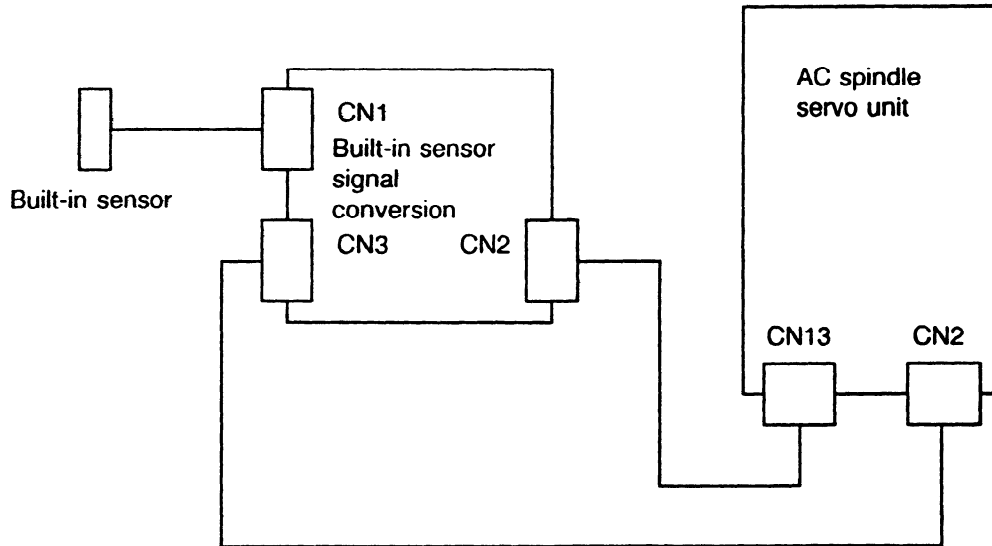 AC spindle
servo unit
CN1
Built-in sensor
signal
conversion
Built-in sensor
CN3
CN2
CN13
CN2